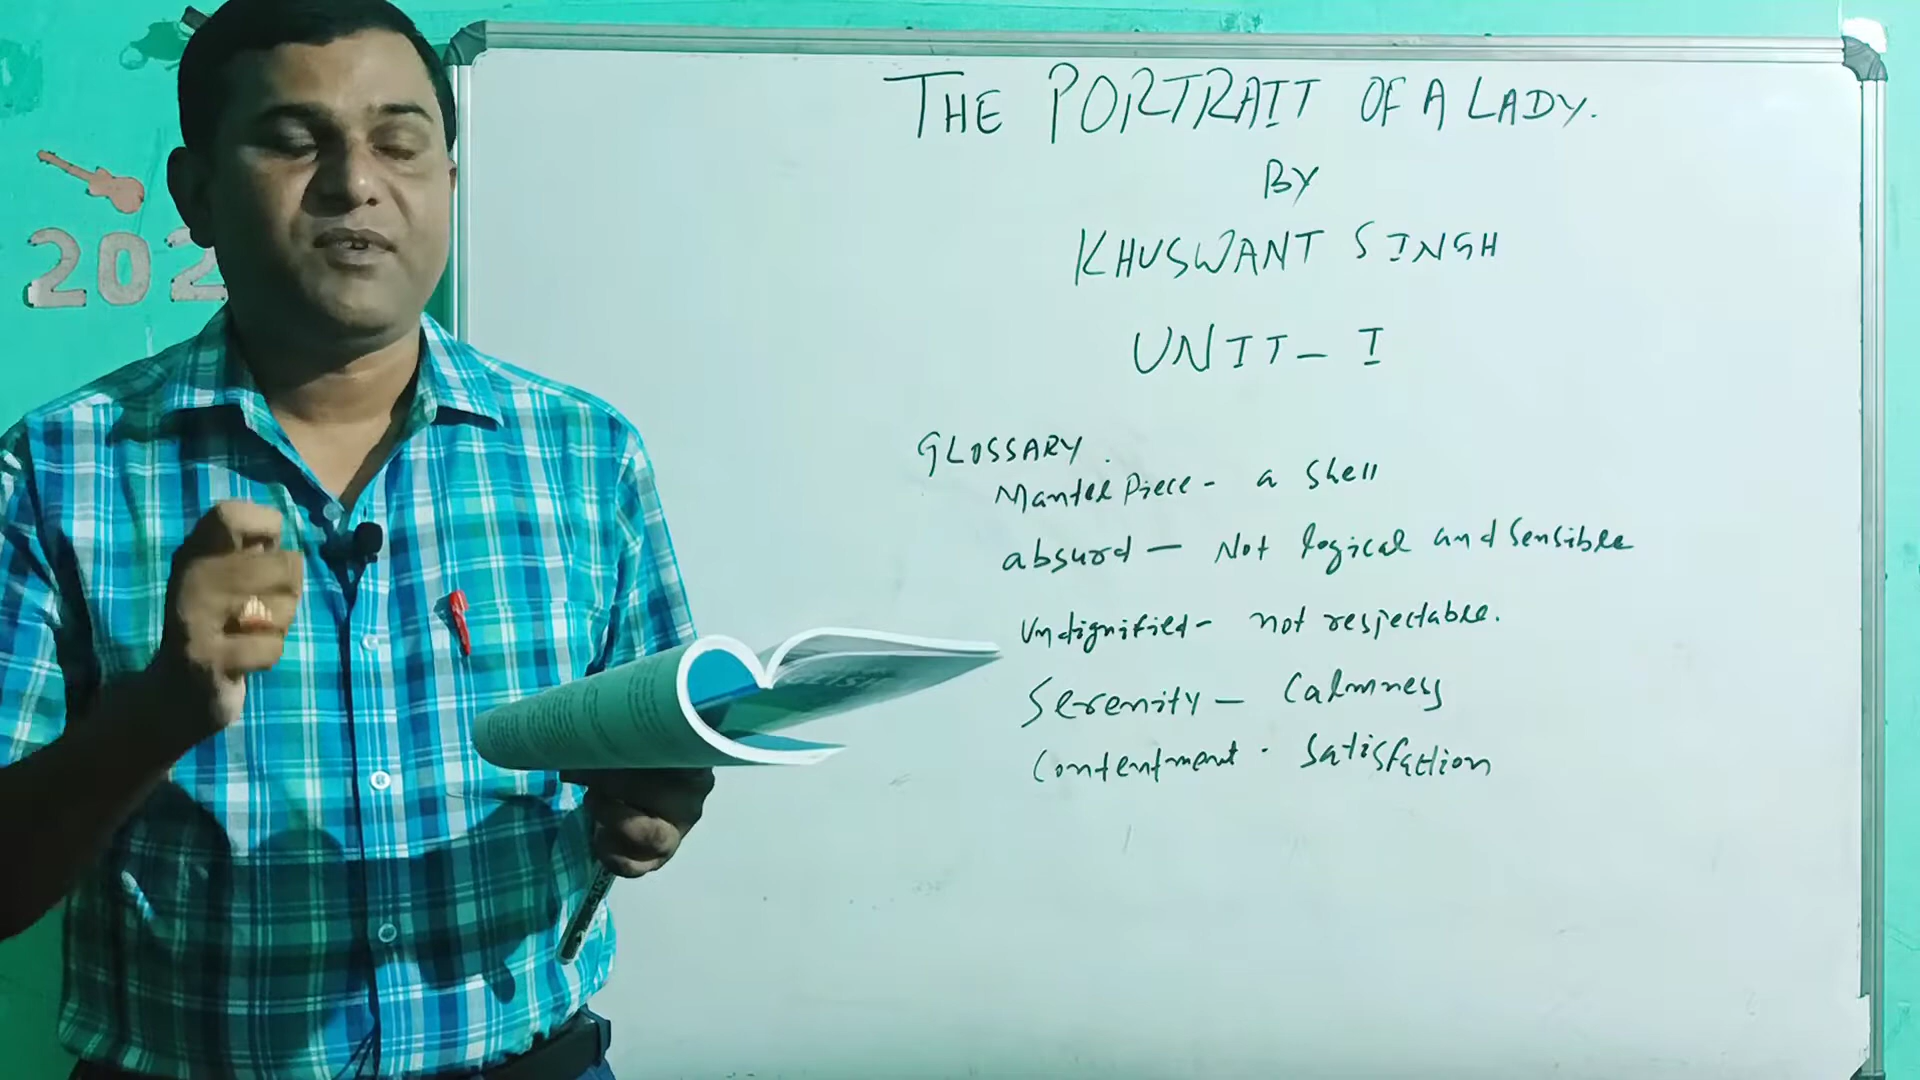 THE PORTRAIT OF A LADY.
BY
KHUSWANT SINGH
UNIT - I
GLOSSARY.
Mantel Piece - a Shell
absurd - Not logical and Sensible
Undignified - not respectable.
Serenity - Calmness
Contentment - Satisfaction
202